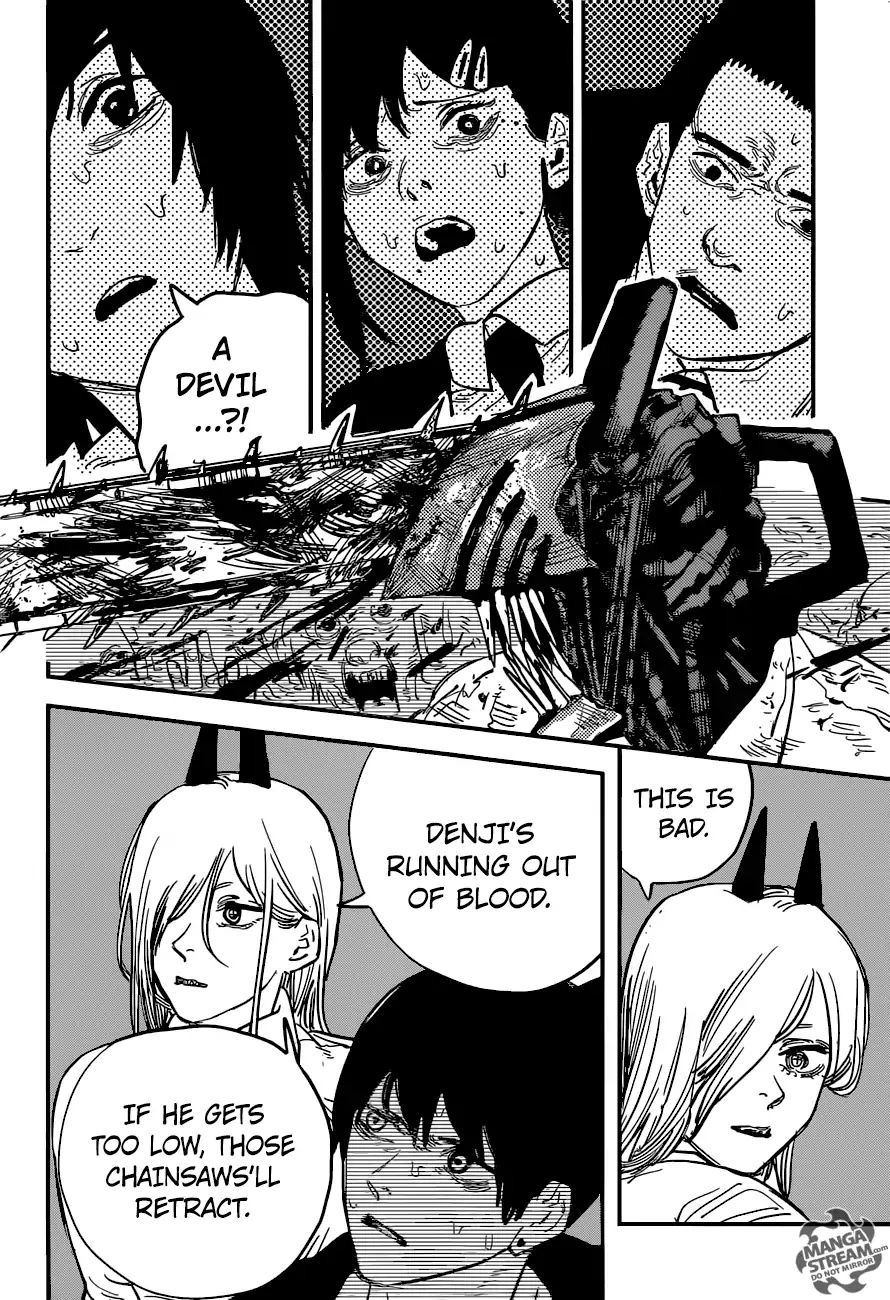 A
DEVIL
...?!
THIS IS
BAD.
DENJI'S
RUNNING OUT
OF BLOOD.
IF HE GETS
TOO LOW, THOSE
CHAINSAWS'LL
RETRACT.
MANGA
STREAM.com
DO NOT MIRROR!